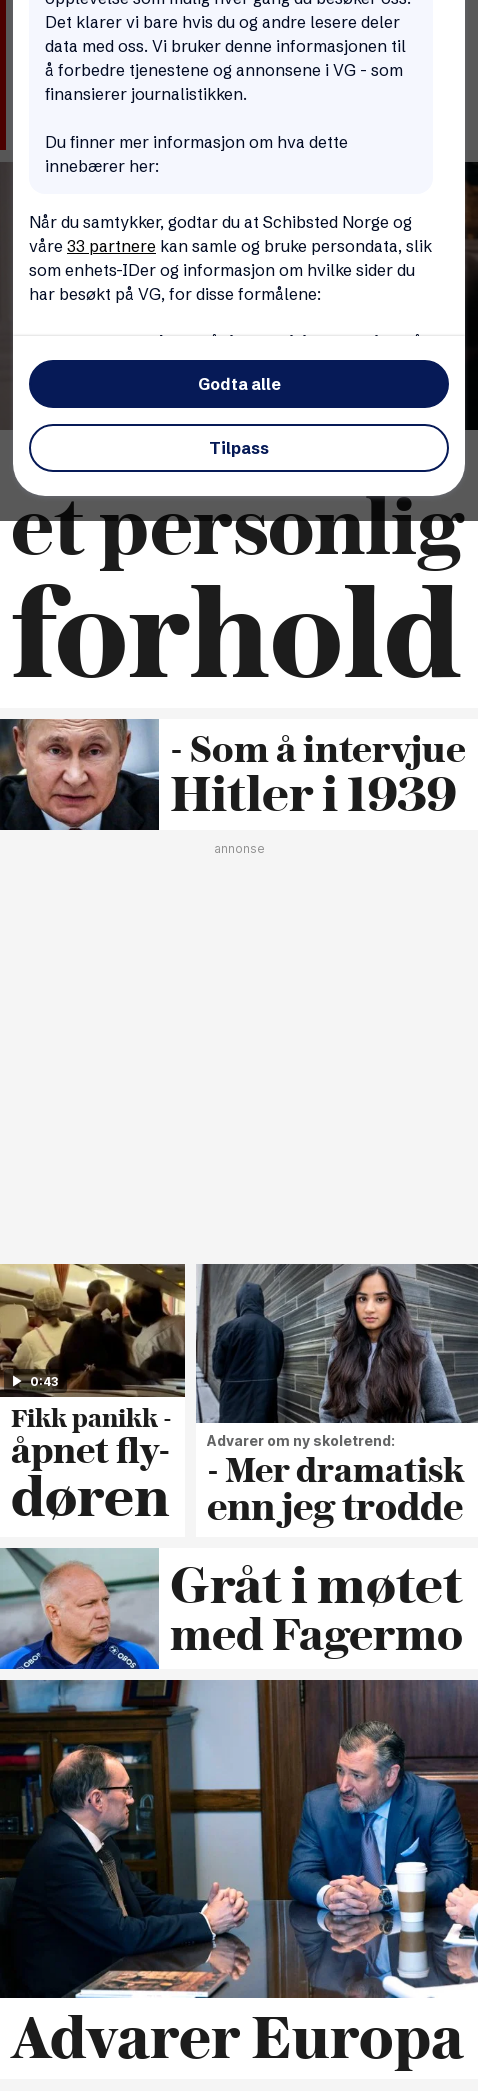 Det klarer vi bare hvis du og andre lesere deler
data med oss. Vi bruker denne informasjonen til
å forbedre tjenestene og annonsene i VG - som
finansierer journalistikken.
Du finner mer informasjon om hva dette
innebærer her:
Når du samtykker, godtar du at Schibsted Norge og
våre 33 partnere kan samle og bruke persondata, slik
som enhets-IDer og informasjon om hvilke sider du
har besøkt på VG, for disse formålene:
Godta alle
Tilpass
et personlig
forhold
- Som å intervjue
Hitler i 1939
annonse
0:43
Fikk panikk -
åpnet fly-
døren
Advarer om ny skoletrend:
- Mer dramatisk
enn jeg trodde
OBOS
Gråt i møtet
med Fagermo
Advarer Europa